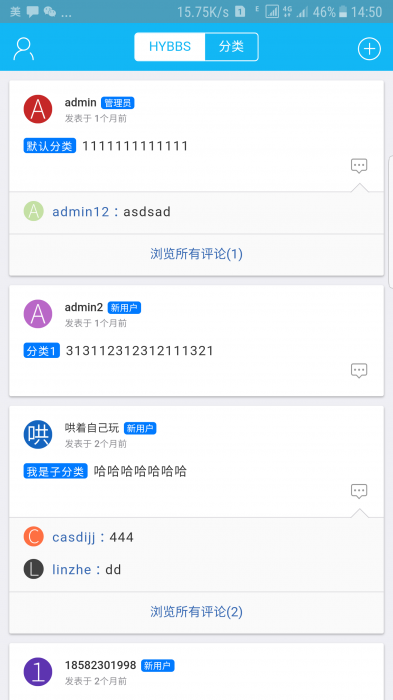 美 ... 15.75K/s 1 E 4G 46% 14:50
HYBBS 分类
A admin 管理员
发表于 1个月前
默认分类 1111111111111
A admin12：asdsad
浏览所有评论(1)
A admin2 新用户
发表于 1个月前
分类1 313112312312111321
哄 哄着自己玩 新用户
发表于 2个月前
我是子分类 哈哈哈哈哈哈哈
C casdijj：444
L linzhe：dd
浏览所有评论(2)
1 18582301998 新用户
发表于 2个月前